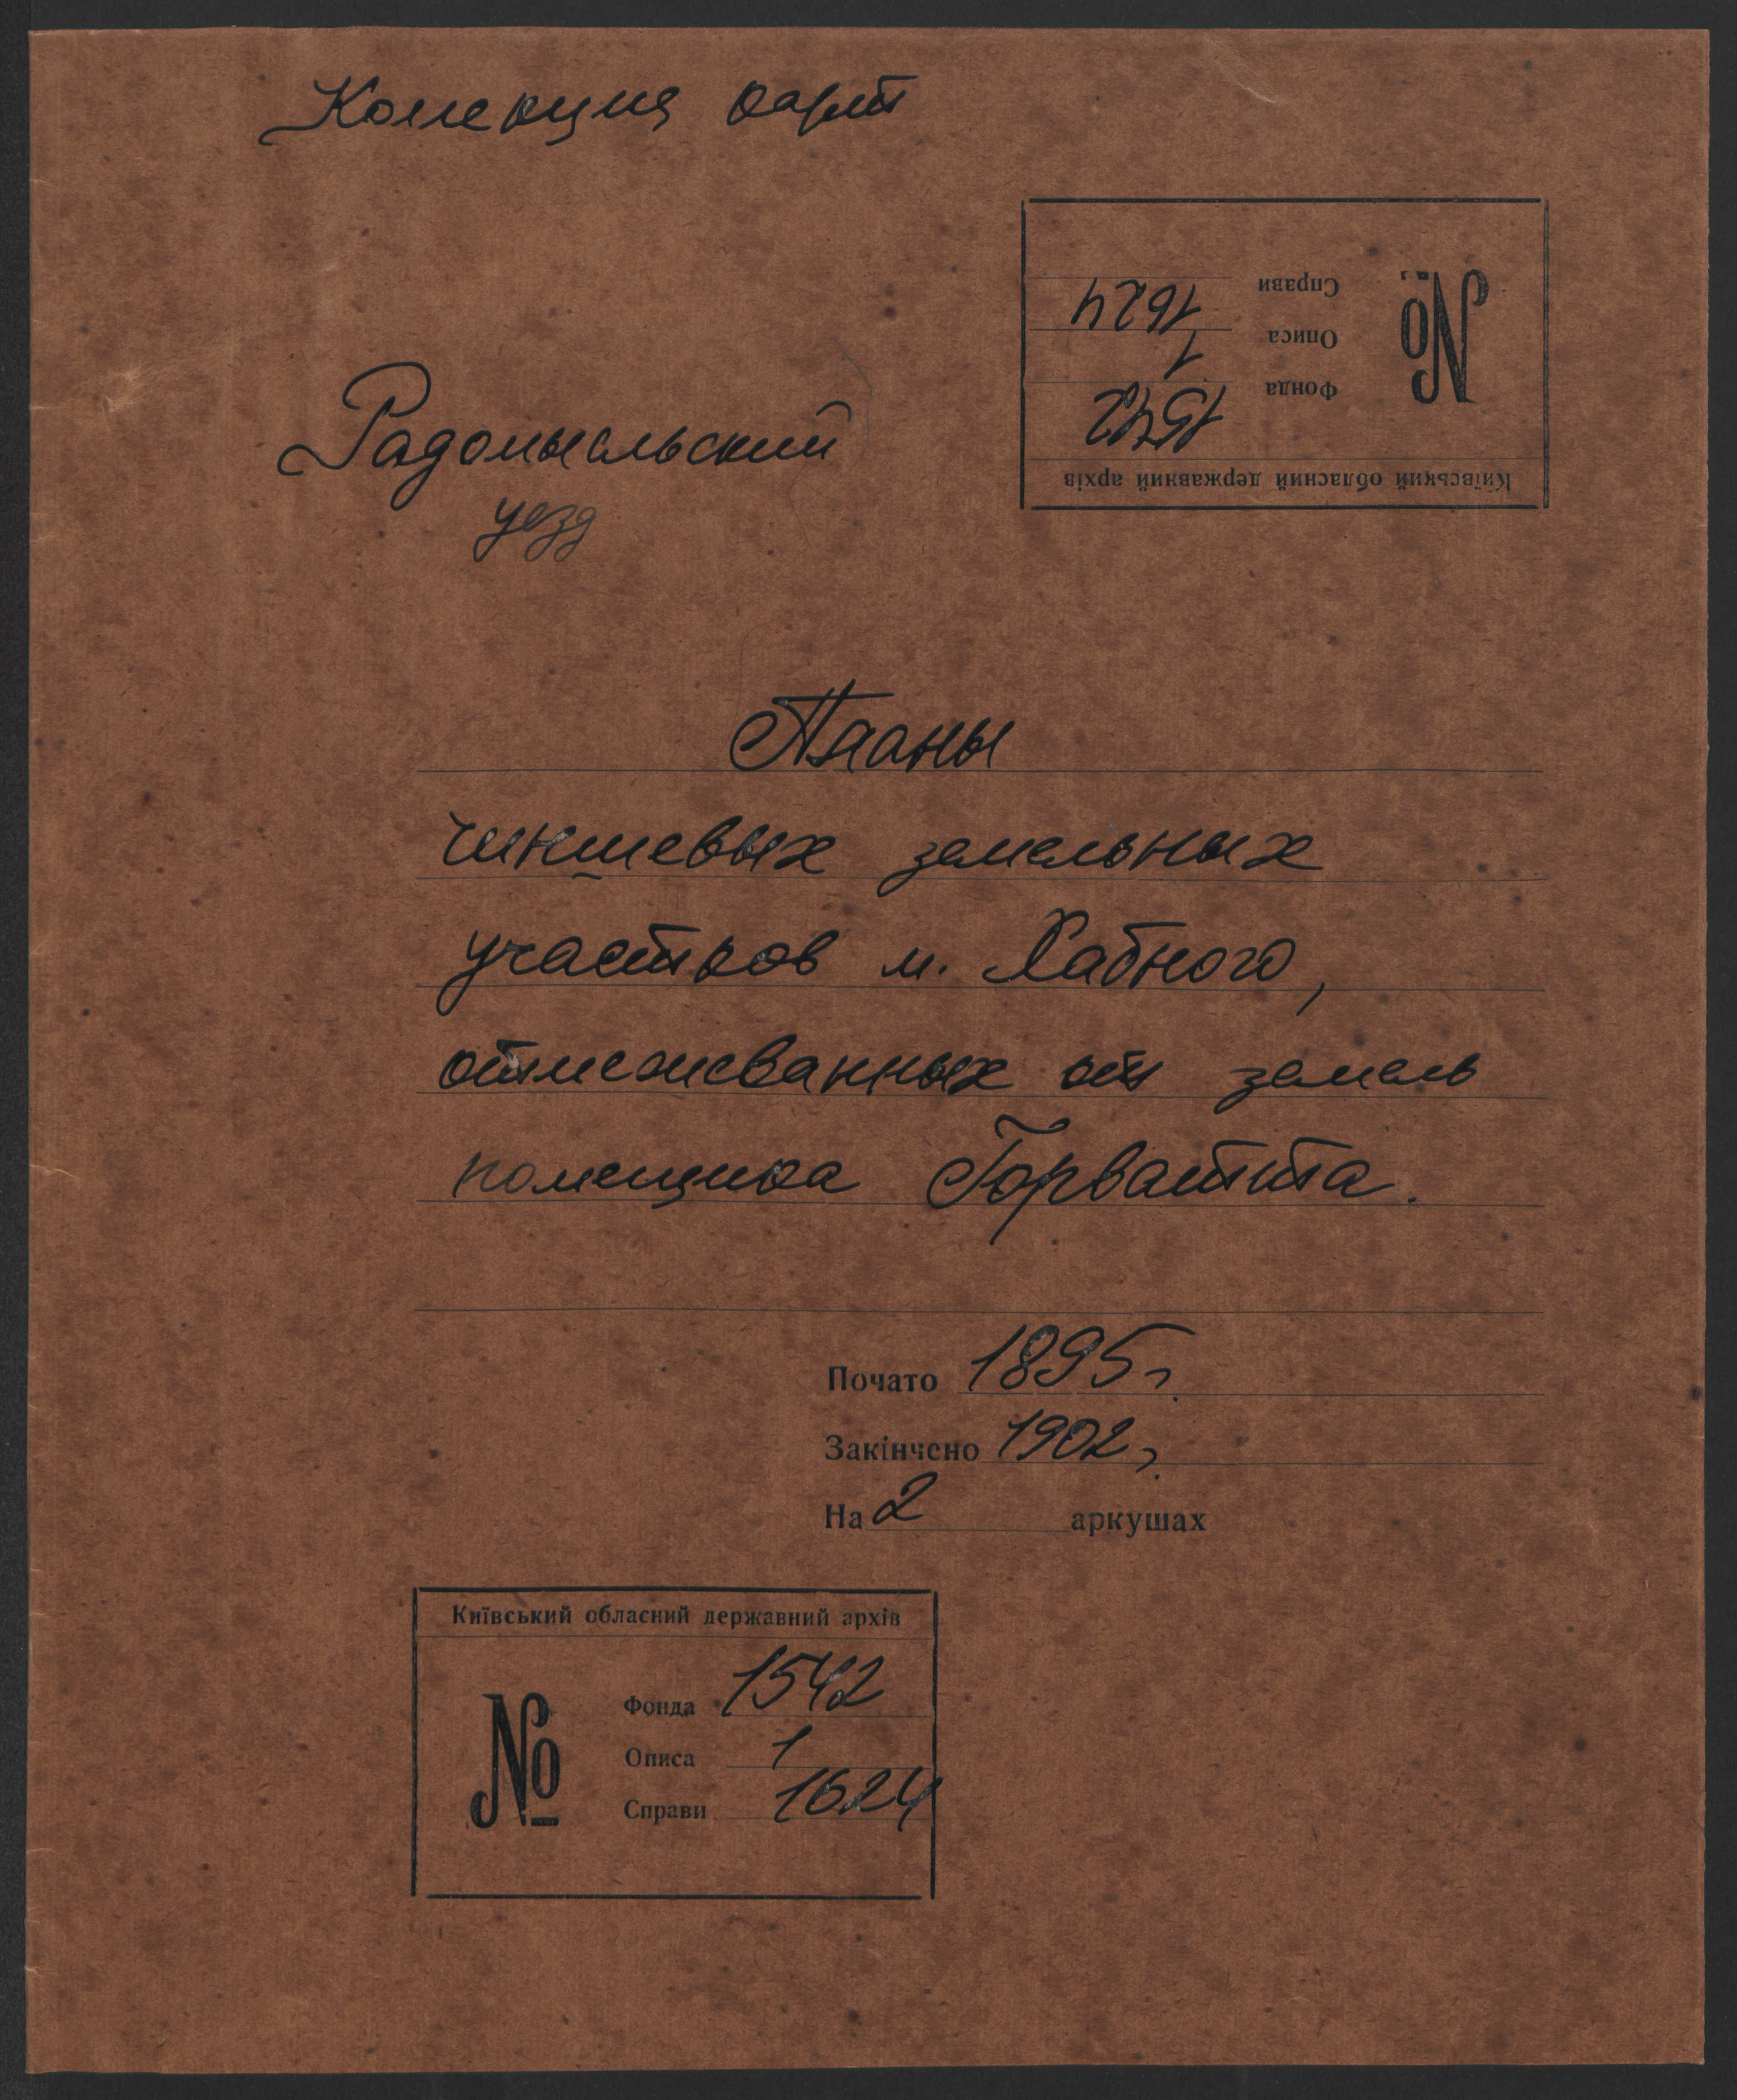 Колекция карт
Київський обласний державний архів
№
Фонда 1542
Описа 1
Справи 1624
Радомысльский
уезд
Планы
чиншевых земельных
участков м. Хабного,
отмежеванных от земель
помещика Горватта.
Почато 1895 г.
Закінчено 1902 г.
На 2 аркушах
Київський обласний державний архів
№
Фонда 1542
Описа 1
Справи 1624